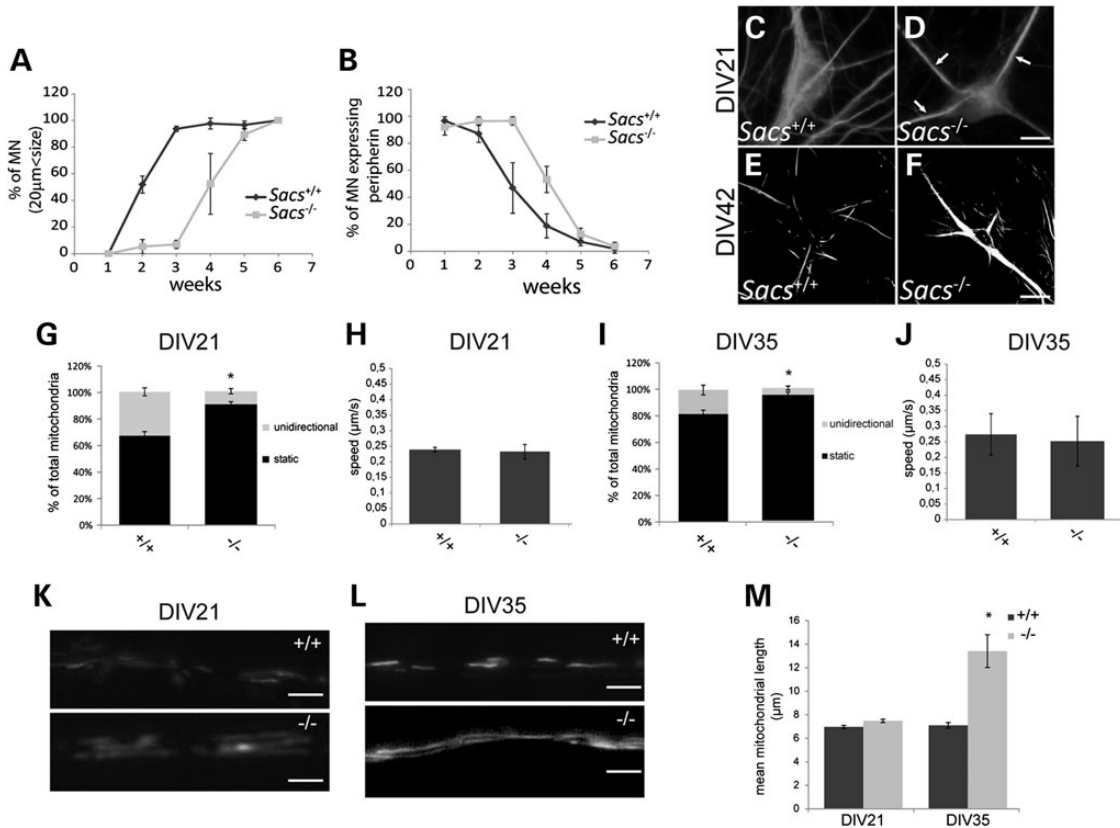 A
% of MN
(20µm<size)
120
100
80
60
40
20
0
0 1 2 3 4 5 6 7
weeks
Sacs+/+
Sacs-/-
B
% of MN expressing
peripherin
120
100
80
60
40
20
0
0 1 2 3 4 5 6 7
weeks
Sacs+/+
Sacs-/-
DIV21
C
Sacs+/+
D
Sacs-/-
DIV42
E
Sacs+/+
F
Sacs-/-
G
DIV21
% of total mitochondria
120%
100%
80%
60%
40%
20%
0%
*
unidirectional
static
+/+
-/-
H
DIV21
speed (µm/s)
0,5
0,45
0,4
0,35
0,3
0,25
0,2
0,15
0,1
0,05
0
+/+
-/-
I
DIV35
% of total mitochondria
120%
100%
80%
60%
40%
20%
0%
*
unidirectional
static
+/+
-/-
J
DIV35
speed (µm/s)
0,5
0,45
0,4
0,35
0,3
0,25
0,2
0,15
0,1
0,05
0
+/+
-/-
K
DIV21
+/+
-/-
L
DIV35
+/+
-/-
M
mean mitochondrial length
(µm)
16
14
12
10
8
6
4
2
0
*
+/+
-/-
DIV21 DIV35